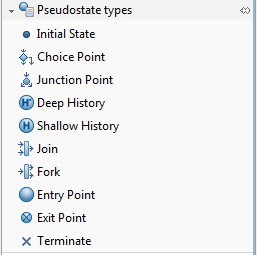 Pseudostate types
Initial State
Choice Point
Junction Point
H* Deep History
H Shallow History
Join
Fork
Entry Point
Exit Point
Terminate